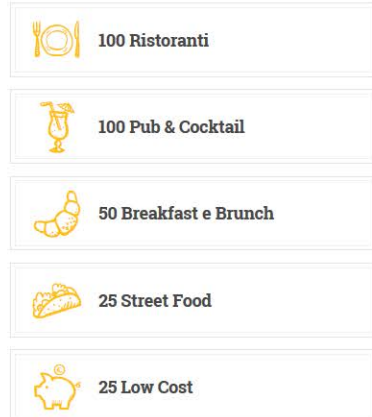 100 Ristoranti
100 Pub & Cocktail
50 Breakfast e Brunch
25 Street Food
25 Low Cost